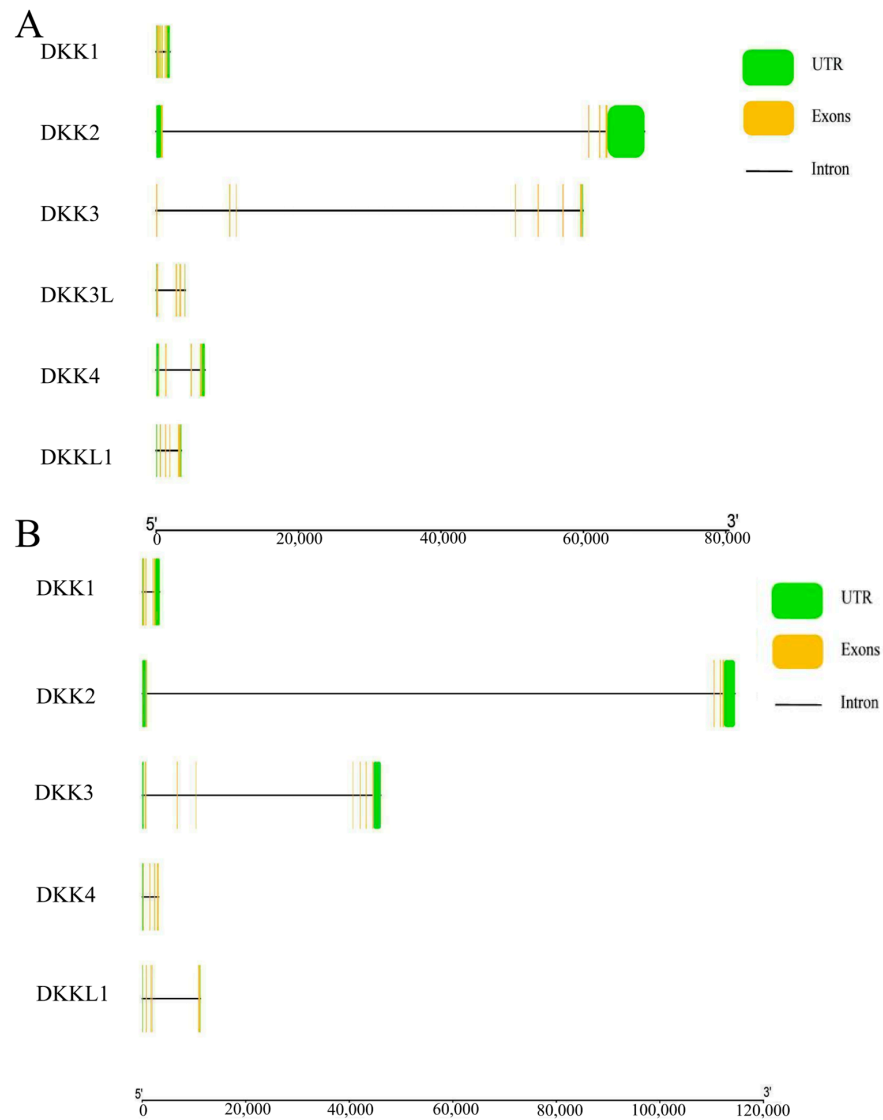 A
DKK1
DKK2
DKK3
DKK3L
DKK4
DKKL1
UTR
Exons
Intron
5' 3'
0 20,000 40,000 60,000 80,000
B
DKK1
DKK2
DKK3
DKK4
DKKL1
UTR
Exons
Intron
5' 3'
0 20,000 40,000 60,000 80,000 100,000 120,000